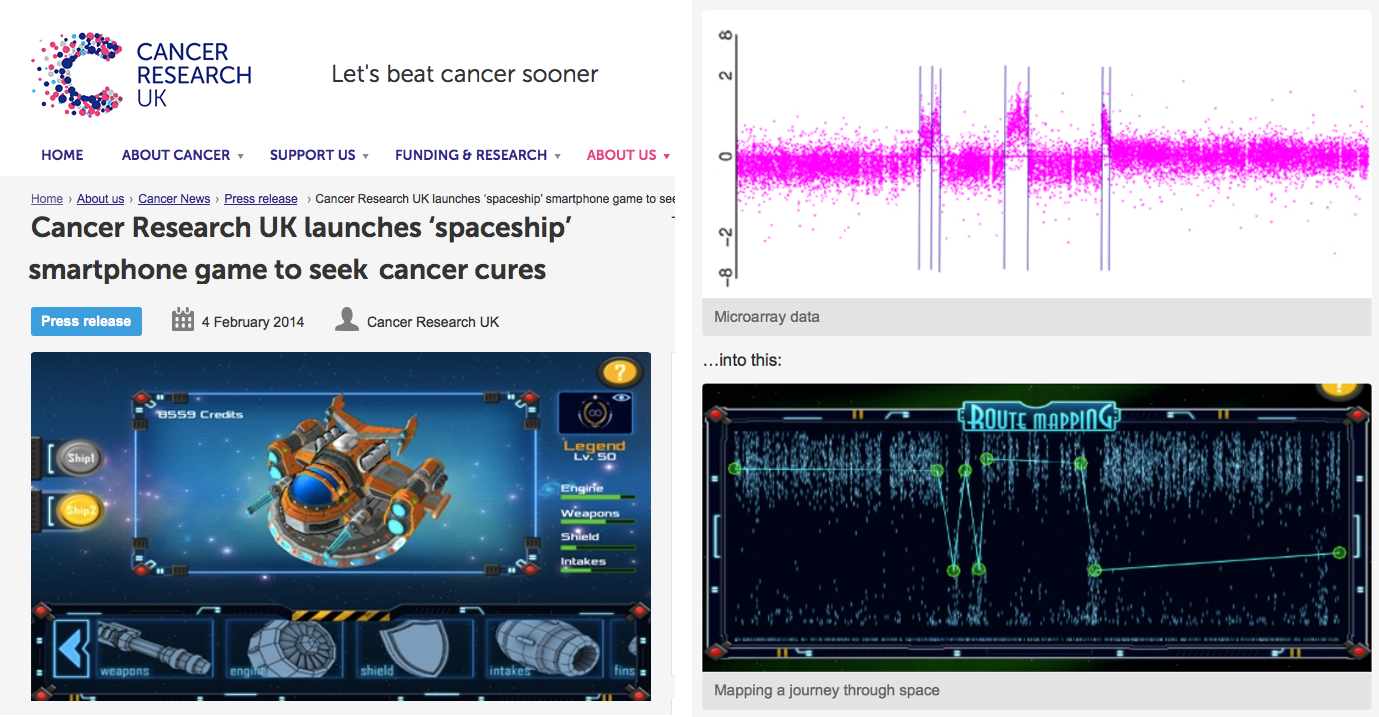 CANCER
RESEARCH
UK
Let's beat cancer sooner
HOME
ABOUT CANCER
SUPPORT US
FUNDING & RESEARCH
ABOUT US
Home › About us › Cancer News › Press release › Cancer Research UK launches 'spaceship' smartphone game to see
Cancer Research UK launches ‘spaceship’
smartphone game to seek cancer cures
Press release
4 February 2014
Cancer Research UK
?
8559 Credits
Ship1
Ship2
Legend
Lv. 50
Engine
Weapons
Shield
Intakes
weapons
engine
shield
intakes
fins
8
2
0
-2
-8
Microarray data
…into this:
ROUTE MAPPING
Mapping a journey through space